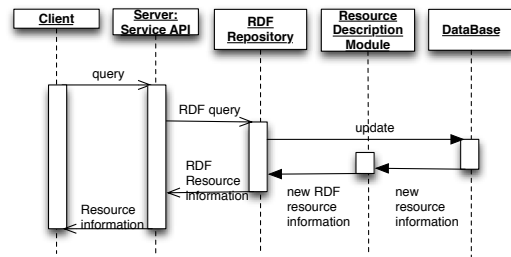 Client
Server:
Service API
RDF
Repository
Resource
Description
Module
DataBase
query
RDF query
update
RDF
Resource
information
new RDF
resource
information
new
resource
information
Resource
information